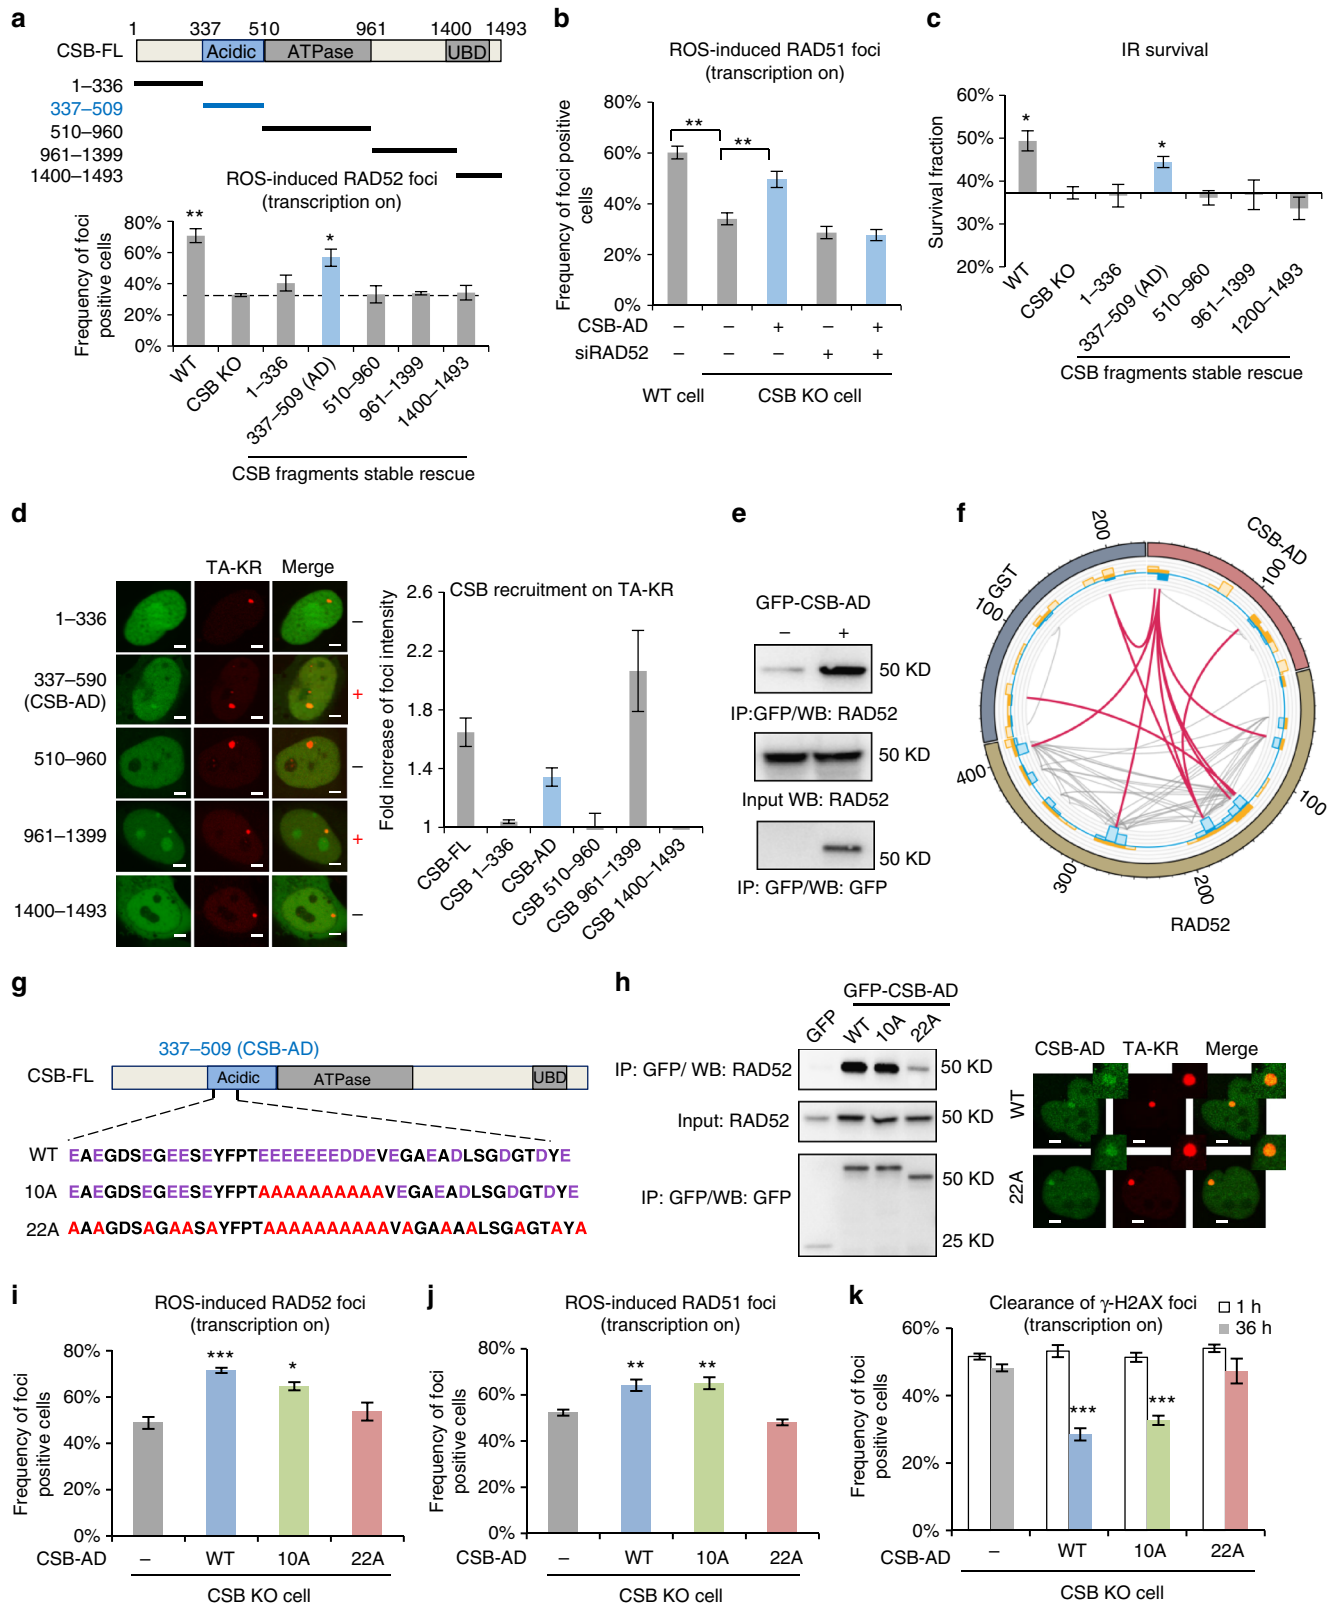 a
1 337 510 961 1400 1493
CSB-FL Acidic ATPase UBD
1–336
337–509
510–960
961–1399
1400–1493
ROS-induced RAD52 foci
(transcription on)
Frequency of foci
positive cells
80%
60%
40%
20%
0%
** *
WT CSB KO 1–336 337–509 (AD) 510–960 961–1399 1400–1493
CSB fragments stable rescue
b
ROS-induced RAD51 foci
(transcription on)
Frequency of foci positive
cells
80%
60%
40%
20%
0%
** **
CSB-AD – – + – +
siRAD52 – – – + +
WT cell CSB KO cell
c
IR survival
Survival fraction
60%
50%
40%
30%
20%
* *
WT CSB KO 1–336 337–509 (AD) 510–960 961–1399 1200–1493
CSB fragments stable rescue
d
TA-KR Merge
1–336 –
337–590
(CSB-AD) +
510–960 –
961–1399 +
1400–1493 –
CSB recruitment on TA-KR
Fold increase of foci intensity
2.6
2.2
1.8
1.4
1
CSB-FL CSB 1–336 CSB-AD CSB 510–960 CSB 961–1399 CSB 1400–1493
e
GFP-CSB-AD
– +
50 KD
IP:GFP/WB: RAD52
50 KD
Input WB: RAD52
50 KD
IP: GFP/WB: GFP
f
200
CSB-AD
GST
100
100
400
100
300
200
RAD52
g
337–509 (CSB-AD)
CSB-FL Acidic ATPase UBD
WT EAEGDSEGEESEYFPTEEEEEEEDDEVEGAEADLSGDGTDYE
10A EAEGDSEGEESEYFPTAAAAAAAAAAVEGAEADLSGDGTDYE
22A AAAGDSAGAASAYFPTAAAAAAAAAAVAGAAAALSGAGTAYA
h
GFP-CSB-AD
GFP WT 10A 22A
IP: GFP/ WB: RAD52 50 KD
Input: RAD52 50 KD
IP: GFP/WB: GFP 50 KD
25 KD
CSB-AD TA-KR Merge
WT
22A
i
ROS-induced RAD52 foci
(transcription on)
Frequency of foci
positive cells
80%
60%
40%
20%
0%
*** *
CSB-AD – WT 10A 22A
CSB KO cell
j
ROS-induced RAD51 foci
(transcription on)
Frequency of foci
positive cells
80%
60%
40%
20%
0%
** **
CSB-AD – WT 10A 22A
CSB KO cell
k
Clearance of γ-H2AX foci
(transcription on)
1 h
36 h
Frequency of foci
positive cells
60%
40%
20%
0%
*** ***
CSB-AD – WT 10A 22A
CSB KO cell